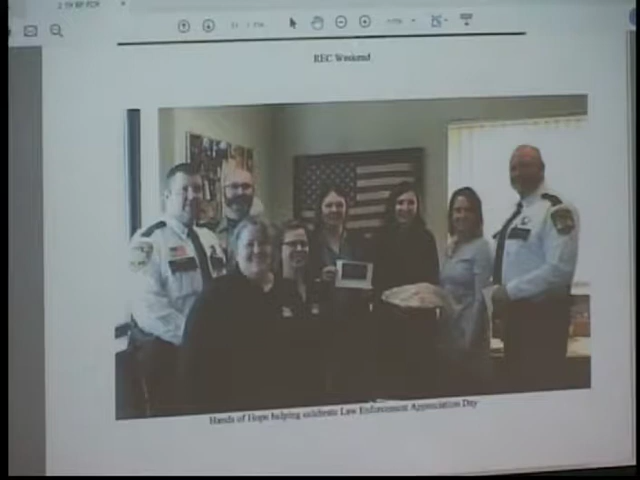 REC Weekend
Hands of Hope helping celebrate Law Enforcement Appreciation Day